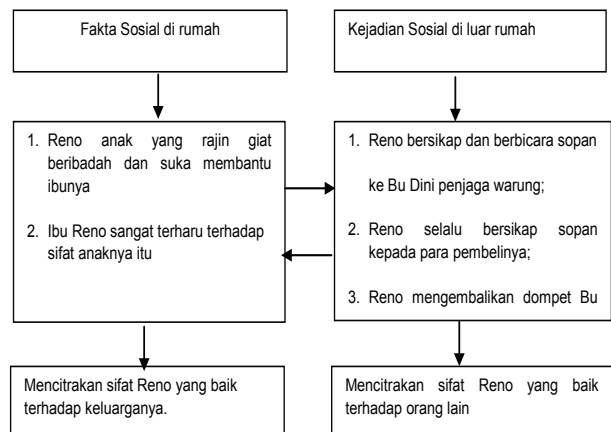 Fakta Sosial di rumah
Kejadian Sosial di luar rumah
1. Reno anak yang rajin giat
beribadah dan suka membantu
ibunya
2. Ibu Reno sangat terharu terhadap
sifat anaknya itu
1. Reno bersikap dan berbicara sopan
ke Bu Dini penjaga warung;
2. Reno selalu bersikap sopan
kepada para pembelinya;
3. Reno mengembalikan dompet Bu
Mencitrakan sifat Reno yang baik
terhadap keluarganya.
Mencitrakan sifat Reno yang baik
terhadap orang lain